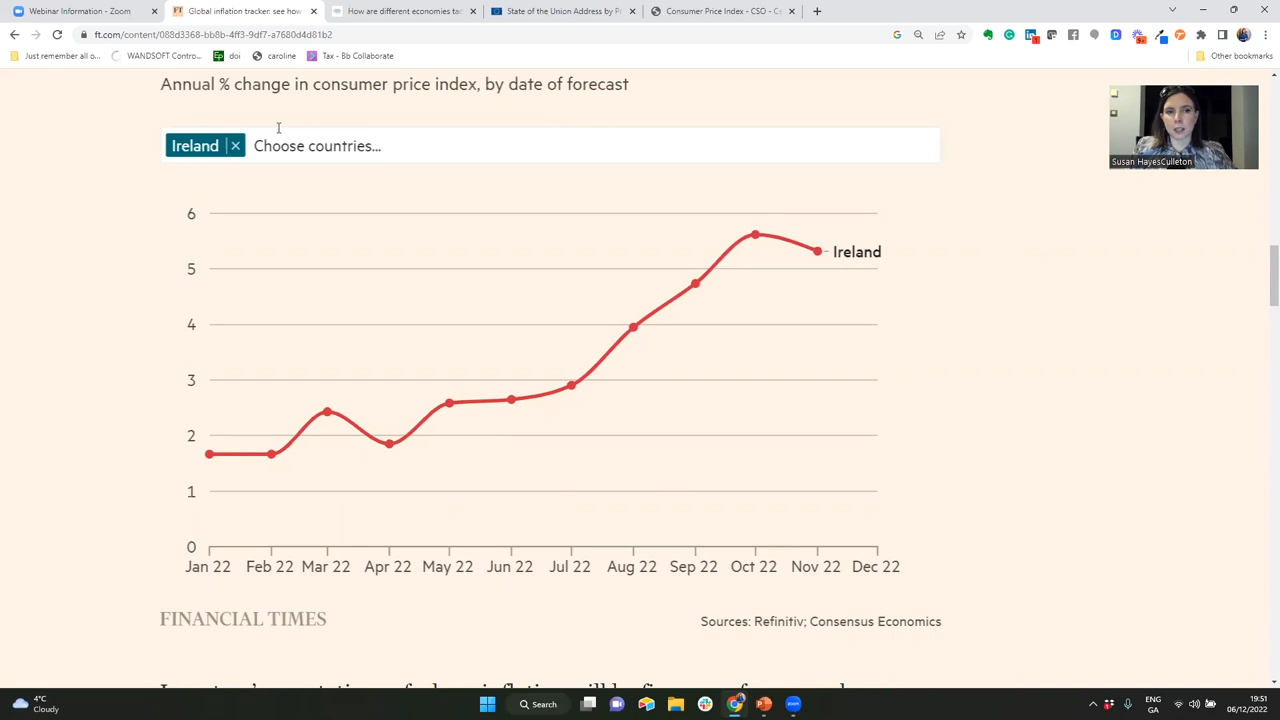 Webinar Information - Zoom
Global inflation tracker: see how
How are different economies tac
State of the Union Address by Pr
Consumer Price Index - CSO - Ce
ft.com/content/088d3368-bb8b-4ff3-9df7-a7680d4d81b2
Just remember all o...
WANDSOFT Contro...
doi
caroline
Tax - Bb Collaborate
Other bookmarks
Annual % change in consumer price index, by date of forecast
Ireland
Choose countries...
Susan HayesCulleton
6
5
4
3
2
1
0
Ireland
Jan 22 Feb 22 Mar 22 Apr 22 May 22 Jun 22 Jul 22 Aug 22 Sep 22 Oct 22 Nov 22 Dec 22
FINANCIAL TIMES
Sources: Refinitiv; Consensus Economics
4°C
Cloudy
Search
ENG
GA
19:51
06/12/2022